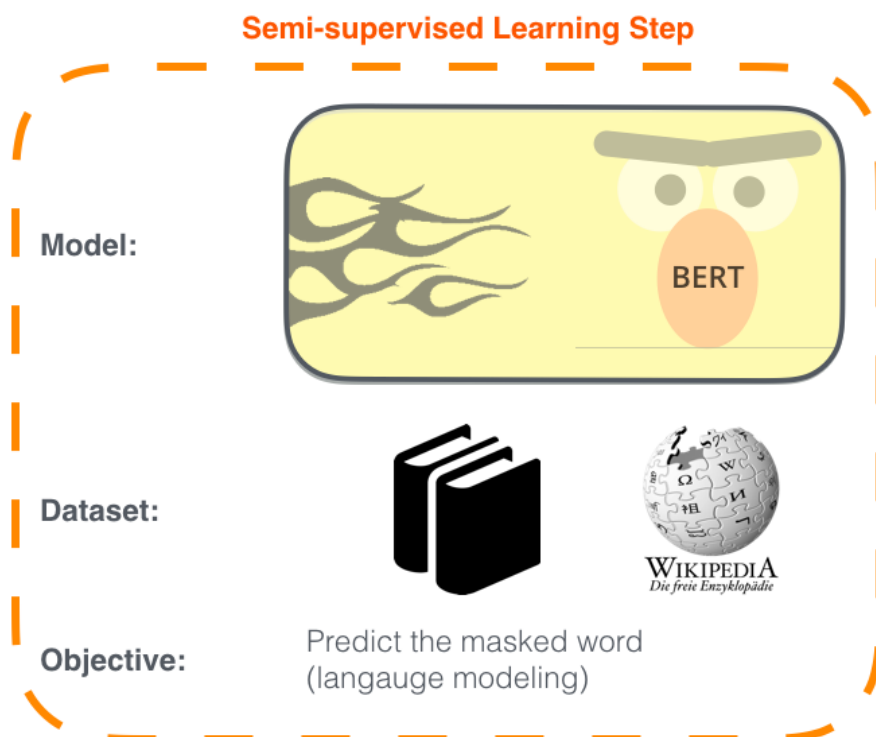 Semi-supervised Learning Step
Model:
BERT
Dataset:
WIKIPEDIA
Die freie Enzyklopädie
Objective:
Predict the masked word
(langauge modeling)